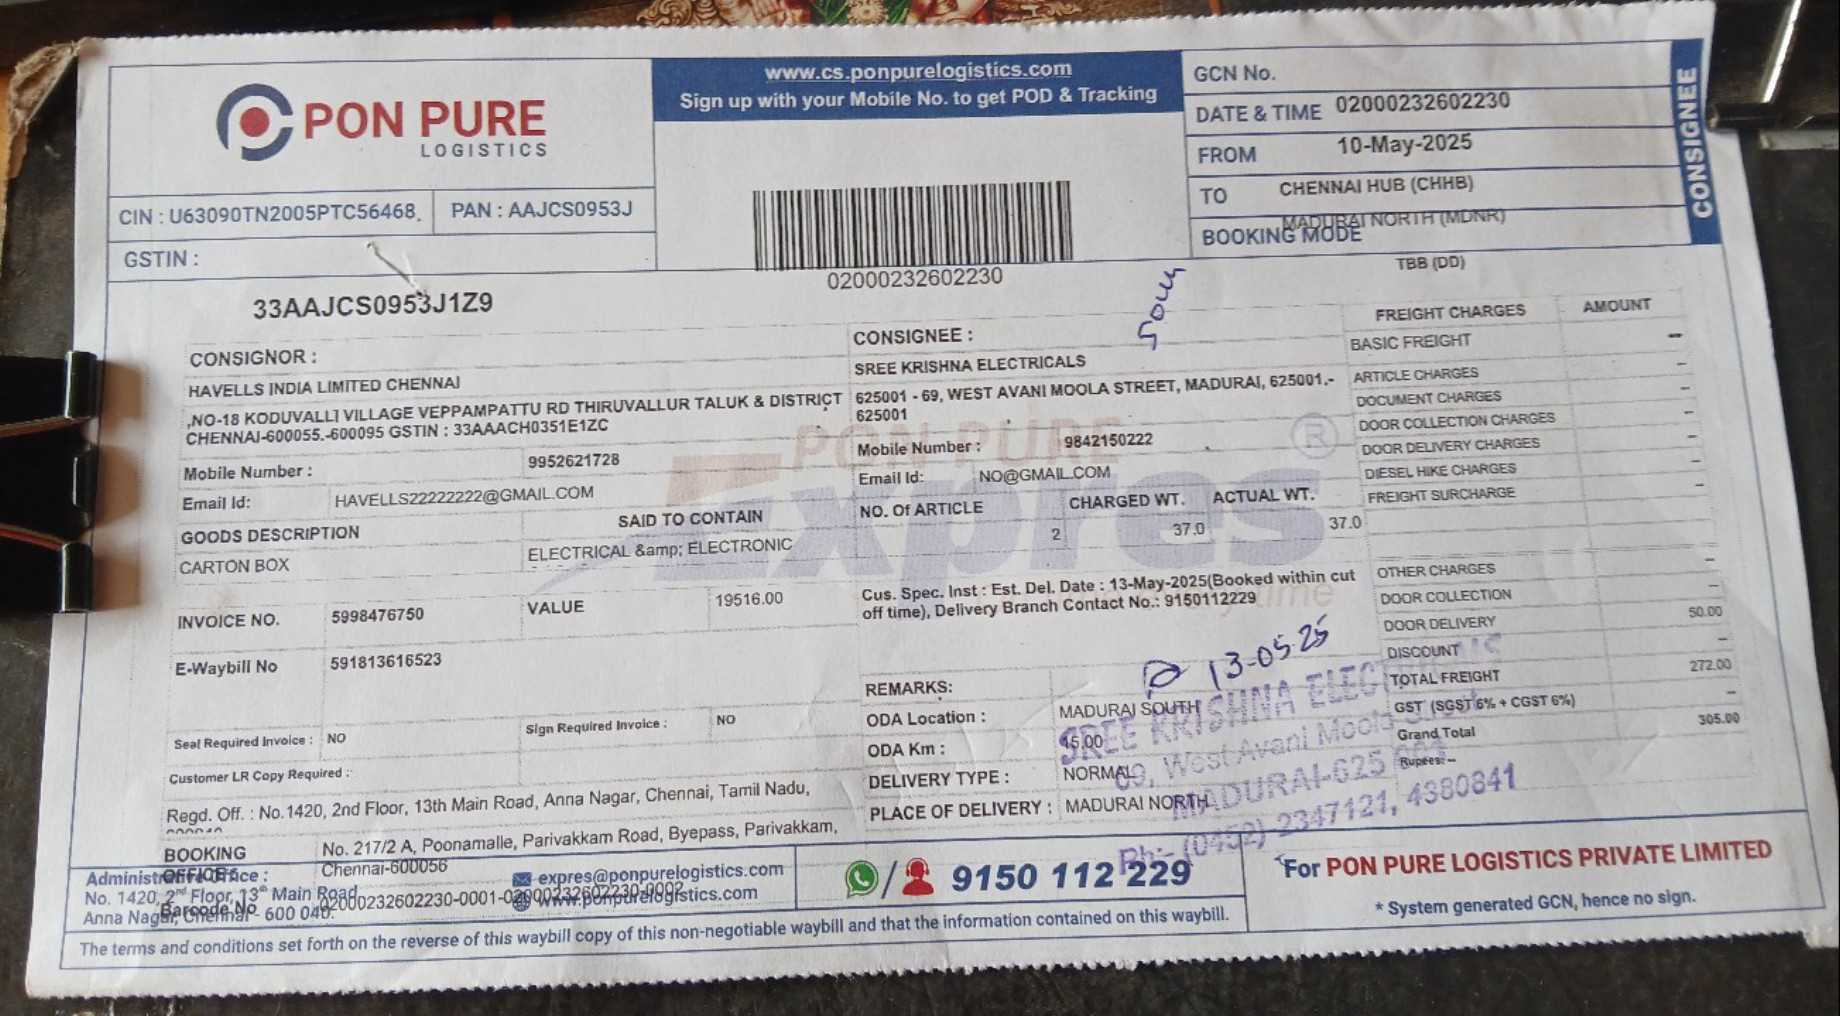 PON PURE
LOGISTICS
www.cs.ponpurelogistics.com
Sign up with your Mobile No. to get POD & Tracking
GCN No.
DATE & TIME 02000232602230
FROM 10-May-2025
TO CHENNAI HUB (CHHB)
MADURAI NORTH (MDNR)
BOOKING MODE
TBB (DD)
CONSIGNEE
CIN : U63090TN2005PTC56468. PAN : AAJCS0953J
GSTIN :
33AAJCS0953J1Z9
02000232602230
CONSIGNOR :
HAVELLS INDIA LIMITED CHENNAI
,NO-18 KODUVALLI VILLAGE VEPPAMPATTU RD THIRUVALLUR TALUK & DISTRICT
CHENNAI-600055.-600095 GSTIN : 33AAACH0351E1ZC
Mobile Number : 9952621728
Email Id: HAVELLS22222222@GMAIL.COM
GOODS DESCRIPTION SAID TO CONTAIN
CARTON BOX ELECTRICAL &amp; ELECTRONIC
INVOICE NO. 5998476750 VALUE 19516.00
E-Waybill No 591813616523
Seal Required Invoice : NO Sign Required Invoice : NO
Customer LR Copy Required :
Regd. Off. : No.1420, 2nd Floor, 13th Main Road, Anna Nagar, Chennai, Tamil Nadu,
BOOKING OFFICE : No. 217/2 A, Poonamalle, Parivakkam Road, Byepass, Parivakkam,
Chennai-600056
Barcode No 02000232602230-0001-02000232602230-0002
CONSIGNEE :
SREE KRISHNA ELECTRICALS
625001 - 69, WEST AVANI MOOLA STREET, MADURAI, 625001.-
625001
Mobile Number : 9842150222
Email Id: NO@GMAIL.COM
NO. Of ARTICLE CHARGED WT. ACTUAL WT.
2 37.0 37.0
PON PURE
Expres
®
Cus. Spec. Inst : Est. Del. Date : 13-May-2025(Booked within cut
off time), Delivery Branch Contact No.: 9150112229
13-05-25
REMARKS:
ODA Location : MADURAI SOUTH
ODA Km : 15.00
DELIVERY TYPE : NORMAL
PLACE OF DELIVERY : MADURAI NORTH
SREE KRISHNA ELECTRICALS
69, West Avani Moola Street
MADURAI-625 001
Ph:- (0452) 2347121, 4380841
FREIGHT CHARGES AMOUNT
BASIC FREIGHT --
ARTICLE CHARGES -
DOCUMENT CHARGES -
DOOR COLLECTION CHARGES -
DOOR DELIVERY CHARGES -
DIESEL HIKE CHARGES -
FREIGHT SURCHARGE -
OTHER CHARGES -
DOOR COLLECTION -
DOOR DELIVERY 50.00
DISCOUNT -
TOTAL FREIGHT 272.00
GST (SGST 6% + CGST 6%) -
Grand Total 305.00
Rupees: --
Administrative Office :
No. 1420, 2nd Floor, 13th Main Road
Anna Nagar, Chennai 600 040.
expres@ponpurelogistics.com
www.ponpurelogistics.com
9150 112 229
For PON PURE LOGISTICS PRIVATE LIMITED
* System generated GCN, hence no sign.
The terms and conditions set forth on the reverse of this waybill copy of this non-negotiable waybill and that the information contained on this waybill.